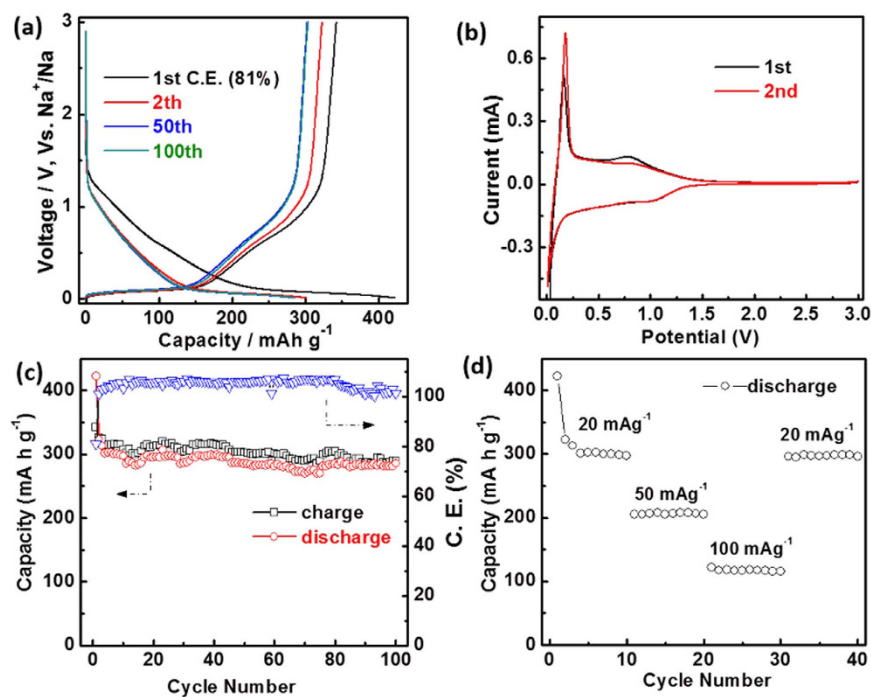 (a)
Voltage / V, Vs. Na⁺/Na
3
2
1
0
1st C.E. (81%)
2th
50th
100th
0 100 200 300 400
Capacity / mAh g⁻¹
(b)
Current (mA)
0.6
0.3
0.0
-0.3
1st
2nd
0.0 0.5 1.0 1.5 2.0 2.5 3.0
Potential (V)
(c)
Capacity (mA h g⁻¹)
400
300
200
100
0
charge
discharge
100
80
60
40
20
0
C. E. (%)
0 20 40 60 80 100
Cycle Number
(d)
Capacity (mA h g⁻¹)
400
300
200
100
0
discharge
20 mAg⁻¹
20 mAg⁻¹
50 mAg⁻¹
100 mAg⁻¹
0 10 20 30 40
Cycle Number